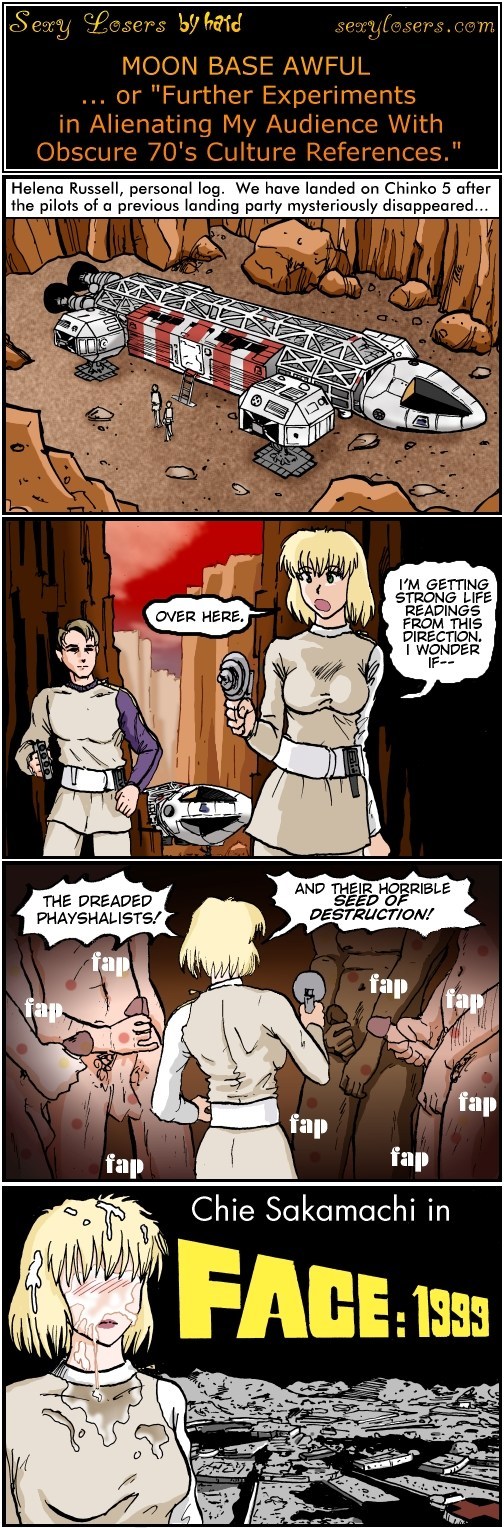 Sexy Losers by hard
sexylosers.com
MOON BASE AWFUL
... or "Further Experiments
in Alienating My Audience With
Obscure 70's Culture References."
Helena Russell, personal log. We have landed on Chinko 5 after
the pilots of a previous landing party mysteriously disappeared...
OVER HERE.
I'M GETTING
STRONG LIFE
READINGS
FROM THIS
DIRECTION.
I WONDER
IF--
THE DREADED
PHAYSHALISTS!
AND THEIR HORRIBLE
SEED OF
DESTRUCTION!
fap
fap
fap
fap
fap
fap
fap
fap
Chie Sakamachi in
FACE: 1999